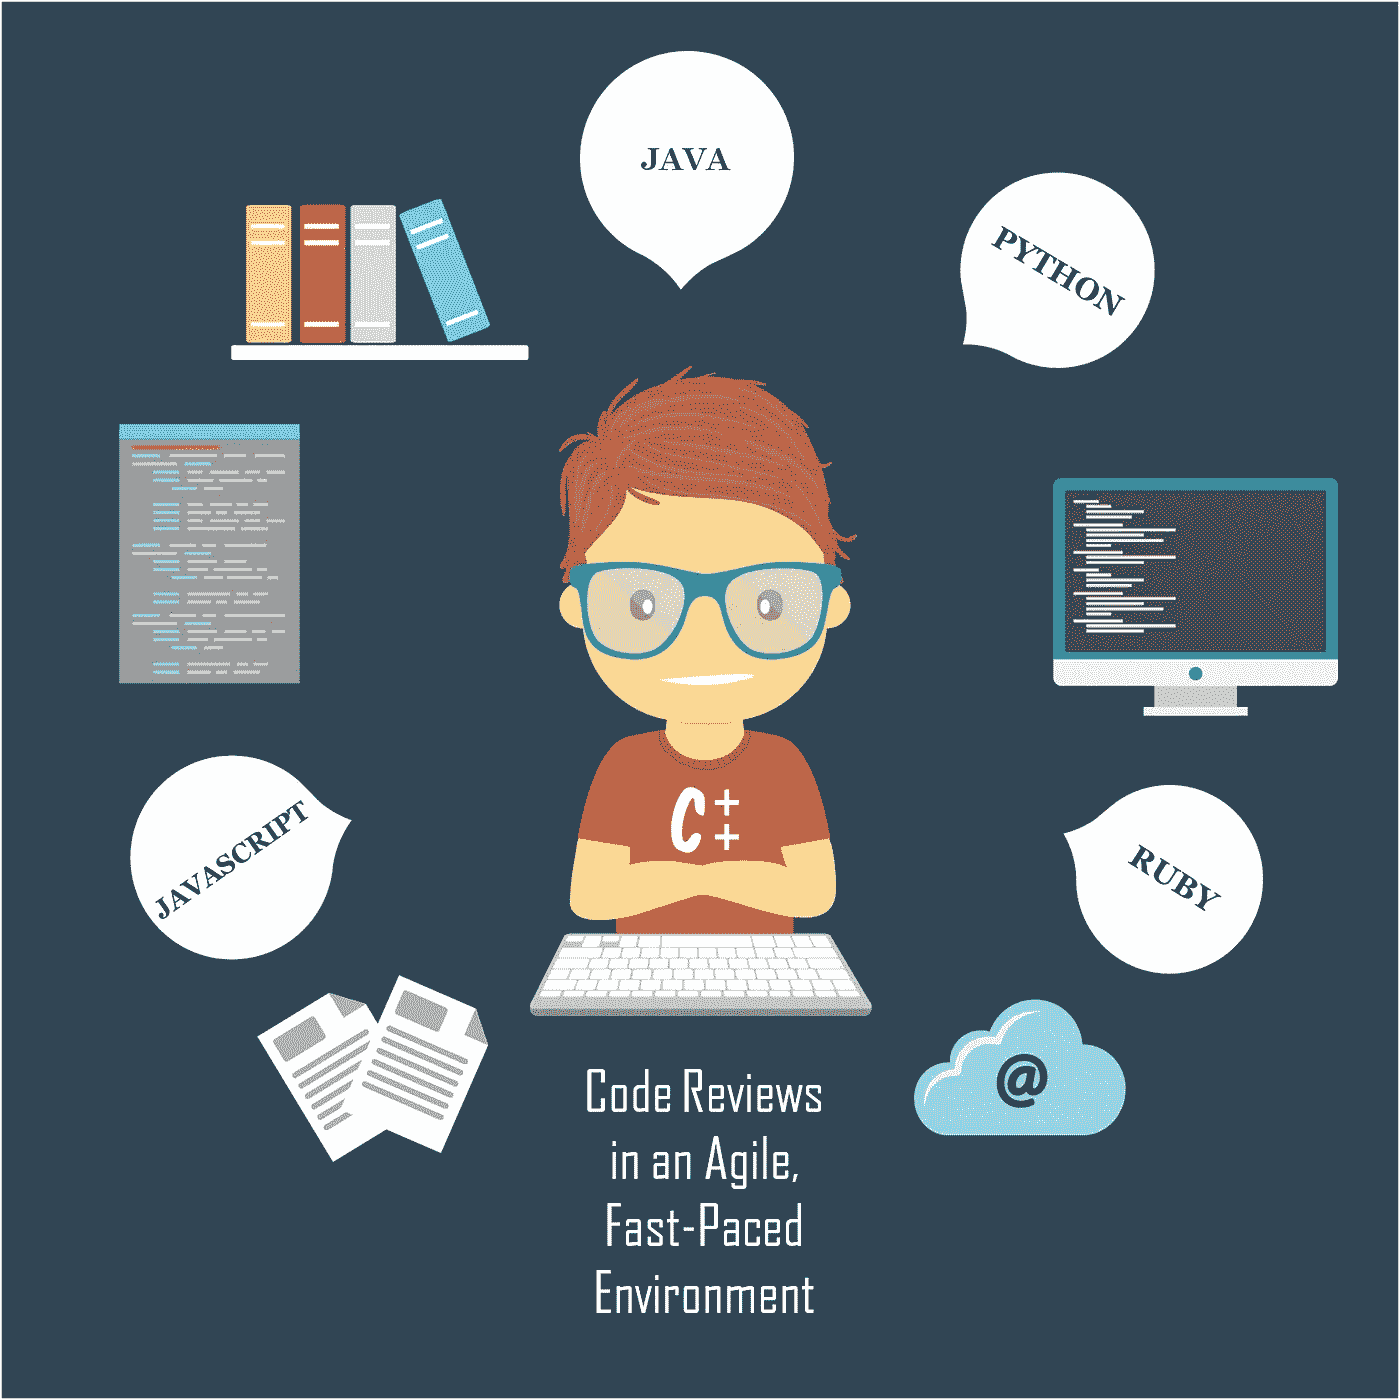 JAVA
PYTHON
JAVASCRIPT
C++
RUBY
@
Code Reviews
in an Agile,
Fast-Paced
Environment